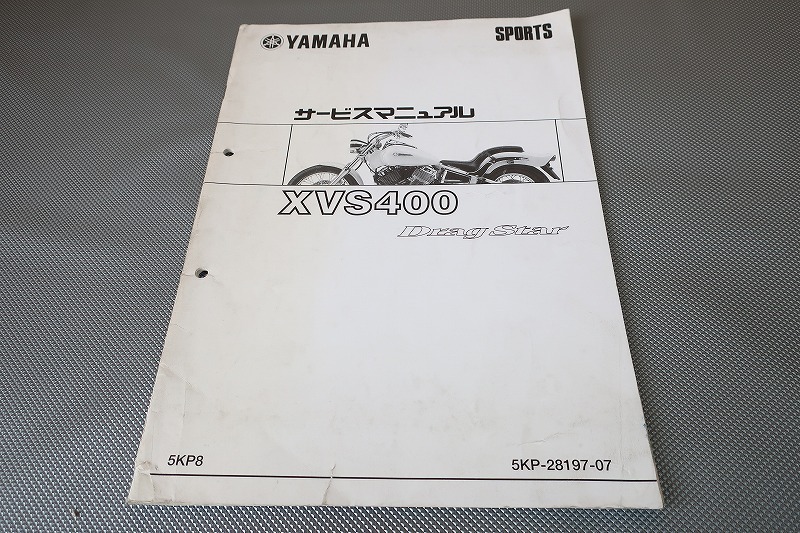 YAMAHA
SPORTS
サービスマニュアル
XVS400
Drag Star
5KP8
5KP-28197-07